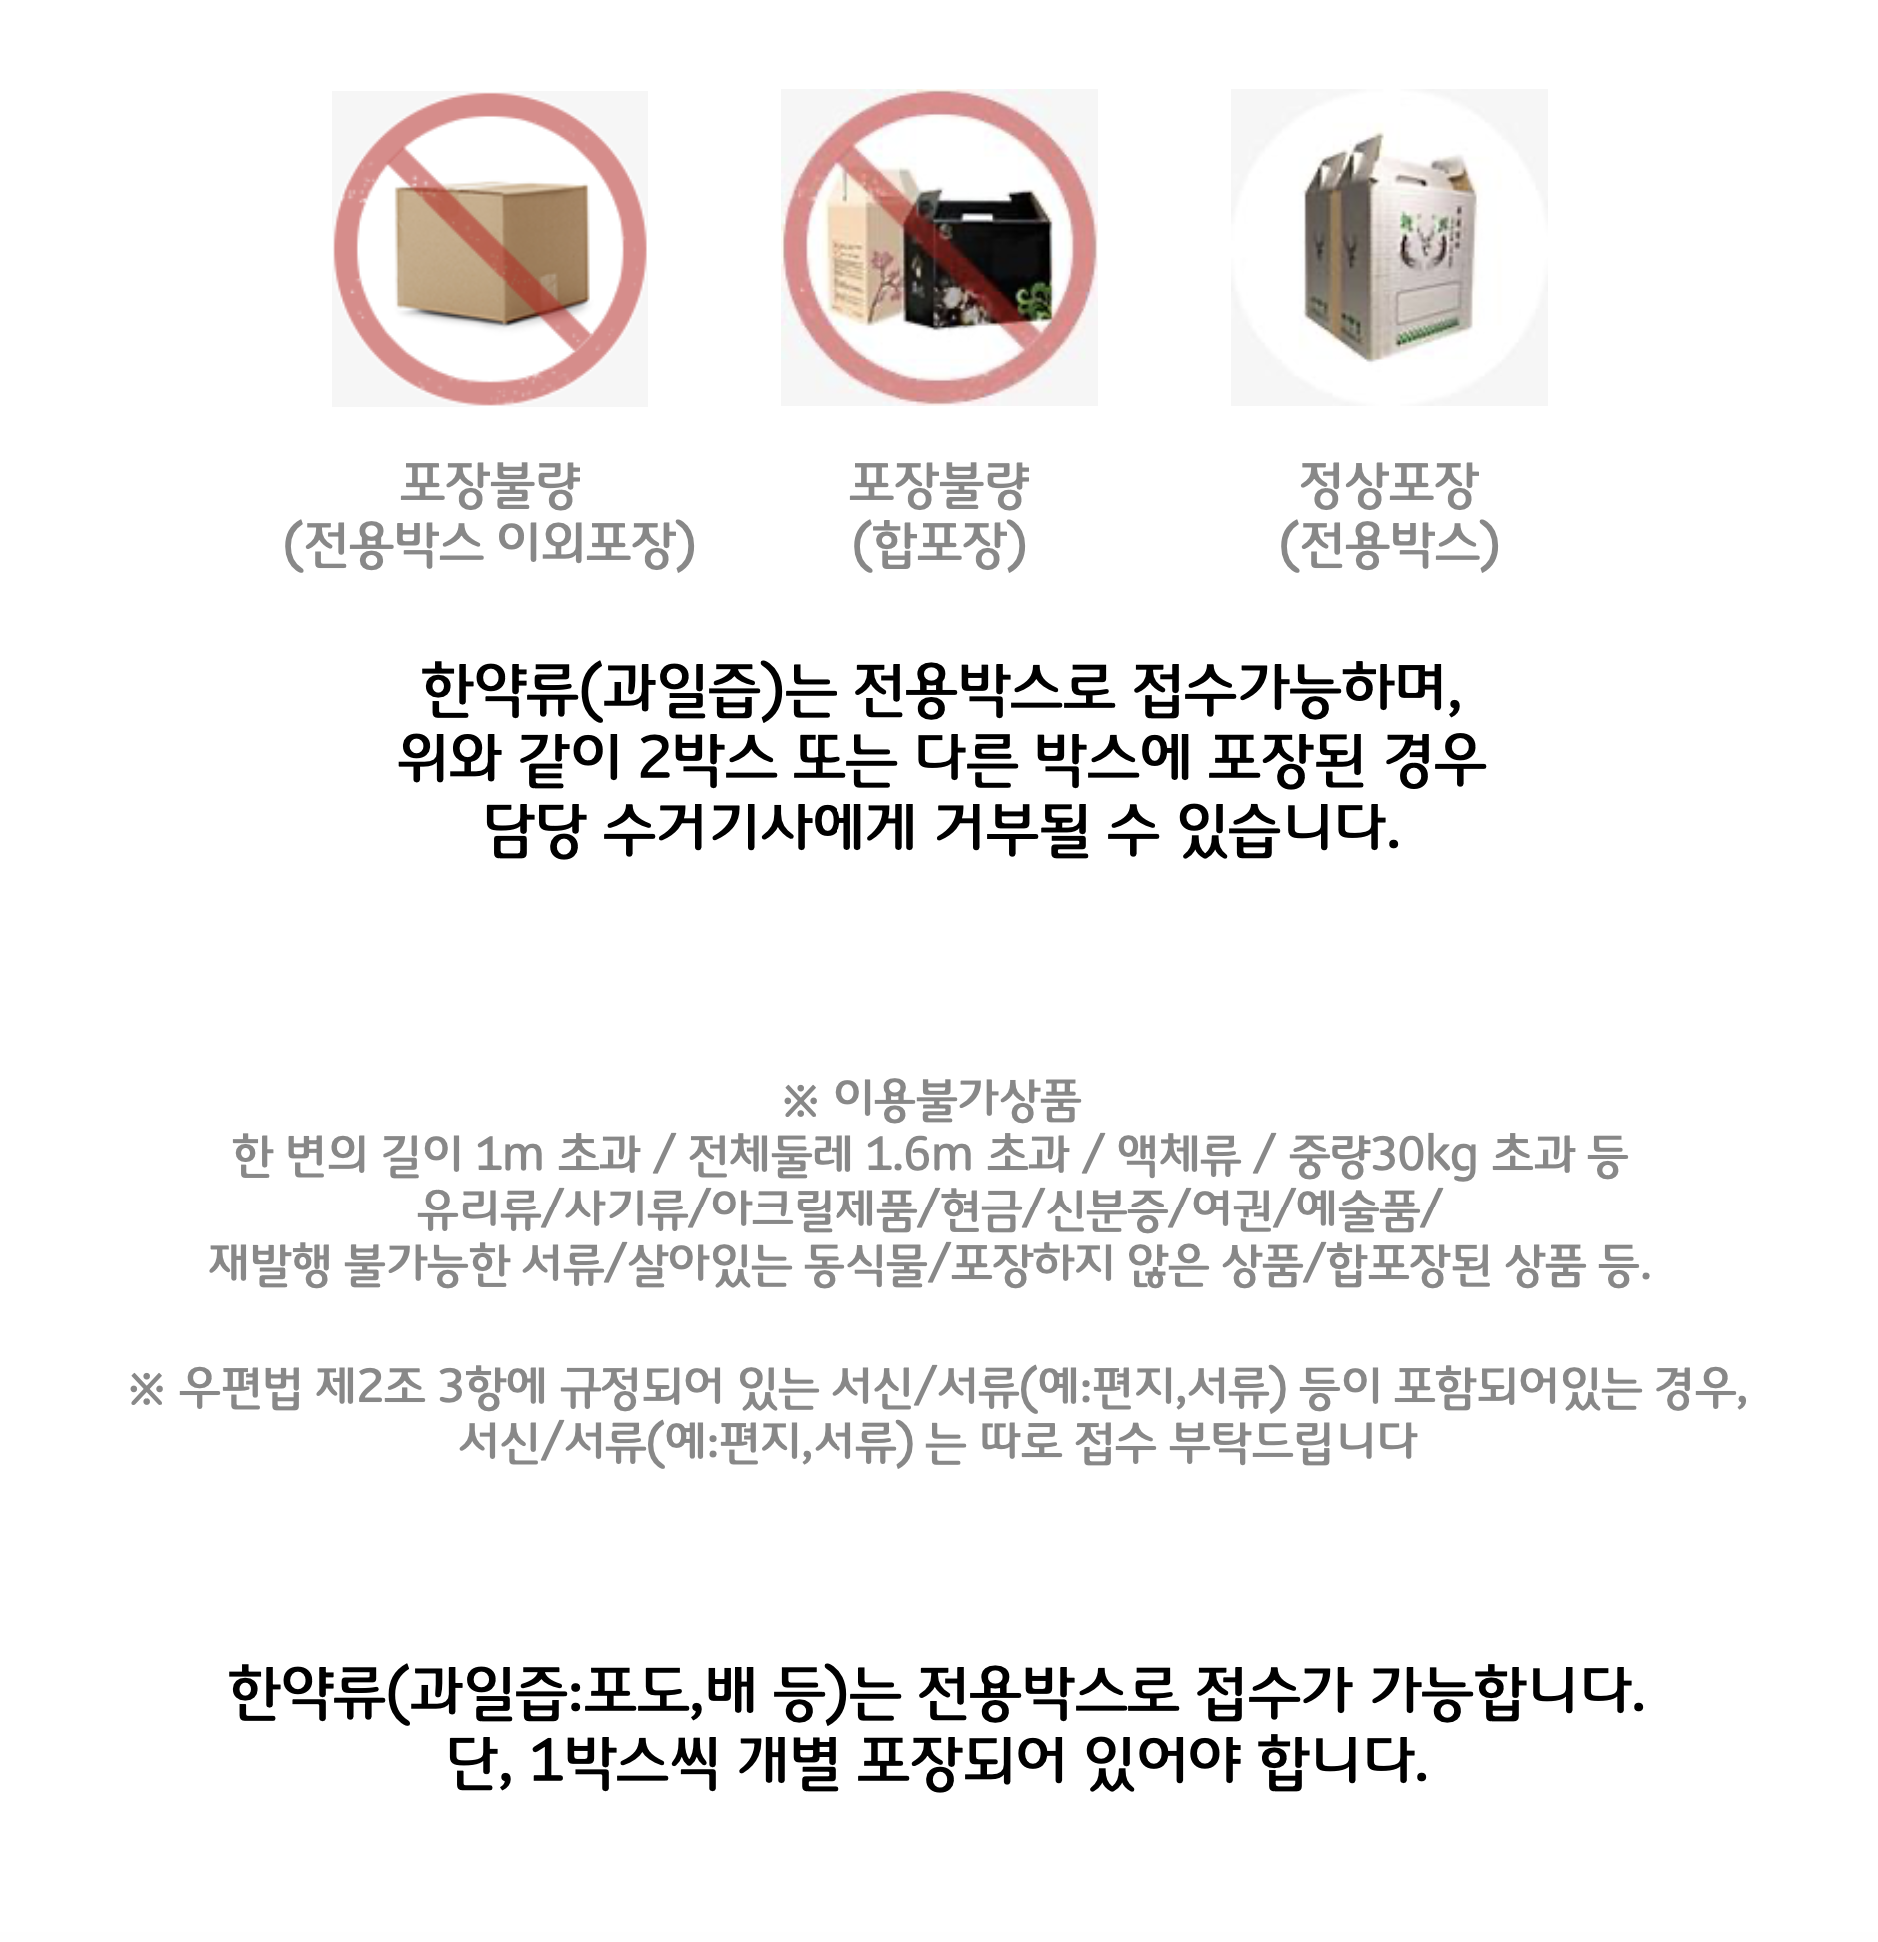 포장불량
(전용박스 이외포장)
포장불량
(합포장)
정상포장
(전용박스)
한약류(과일즙)는 전용박스로 접수가능하며,
위와 같이 2박스 또는 다른 박스에 포장된 경우
담당 수거기사에게 거부될 수 있습니다.
※ 이용불가상품
한 변의 길이 1m 초과 / 전체둘레 1.6m 초과 / 액체류 / 중량30kg 초과 등
유리류/사기류/아크릴제품/현금/신분증/여권/예술품/
재발행 불가능한 서류/살아있는 동식물/포장하지 않은 상품/합포장된 상품 등.
※ 우편법 제2조 3항에 규정되어 있는 서신/서류(예:편지,서류) 등이 포함되어있는 경우,
서신/서류(예:편지,서류) 는 따로 접수 부탁드립니다
한약류(과일즙:포도,배 등)는 전용박스로 접수가 가능합니다.
단, 1박스씩 개별 포장되어 있어야 합니다.